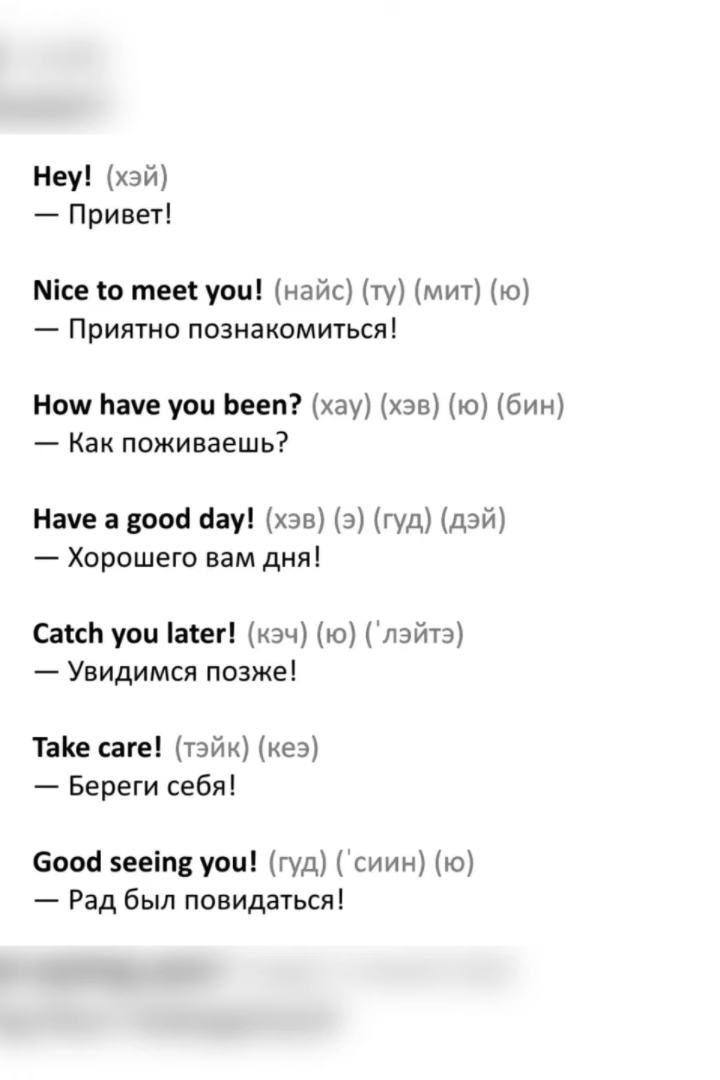 Hey! (хэй)
— Привет!
Nice to meet you! (найс) (ту) (мит) (ю)
— Приятно познакомиться!
How have you been? (хау) (хэв) (ю) (бин)
— Как поживаешь?
Have a good day! (хэв) (э) (гуд) (дэй)
— Хорошего вам дня!
Catch you later! (кэч) (ю) (ˈлэйтэ)
— Увидимся позже!
Take care! (тэйк) (кеэ)
— Береги себя!
Good seeing you! (гуд) (ˈсиин) (ю)
— Рад был повидаться!